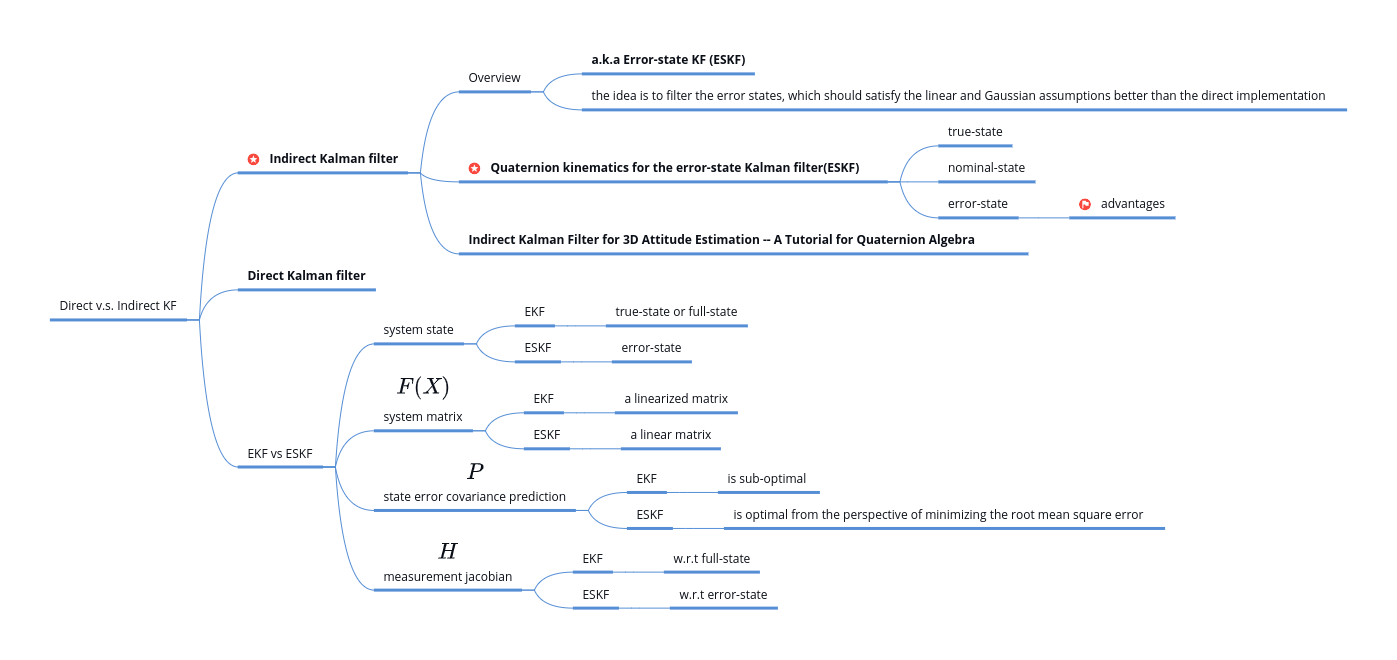 Direct v.s. Indirect KF
Indirect Kalman filter
Overview
a.k.a Error-state KF (ESKF)
the idea is to filter the error states, which should satisfy the linear and Gaussian assumptions better than the direct implementation
Quaternion kinematics for the error-state Kalman filter(ESKF)
true-state
nominal-state
error-state
advantages
Indirect Kalman Filter for 3D Attitude Estimation -- A Tutorial for Quaternion Algebra
Direct Kalman filter
EKF vs ESKF
system state
EKF
true-state or full-state
ESKF
error-state
F(X)
system matrix
EKF
a linearized matrix
ESKF
a linear matrix
P
state error covariance prediction
EKF
is sub-optimal
ESKF
is optimal from the perspective of minimizing the root mean square error
H
measurement jacobian
EKF
w.r.t full-state
ESKF
w.r.t error-state